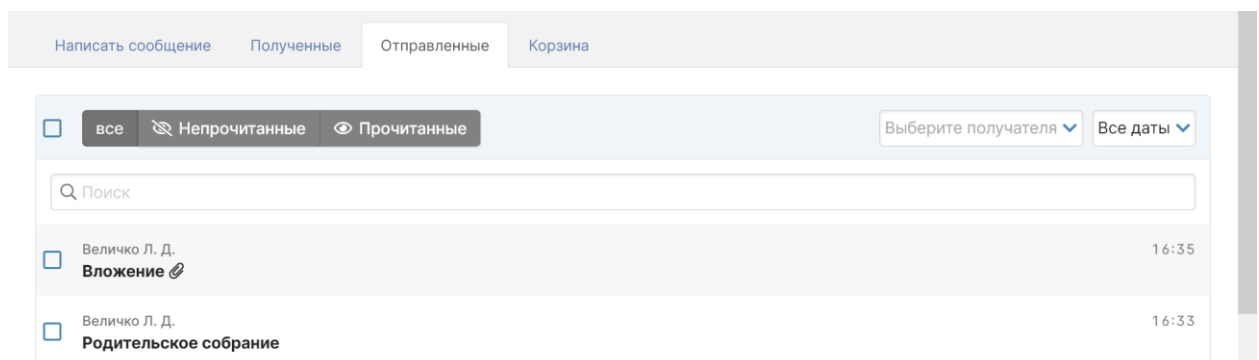 Написать сообщение Полученные Отправленные Корзина
все Непрочитанные Прочитанные Выберите получателя Все даты
Поиск
Величко Л. Д. 16:35
Вложение
Величко Л. Д. 16:33
Родительское собрание